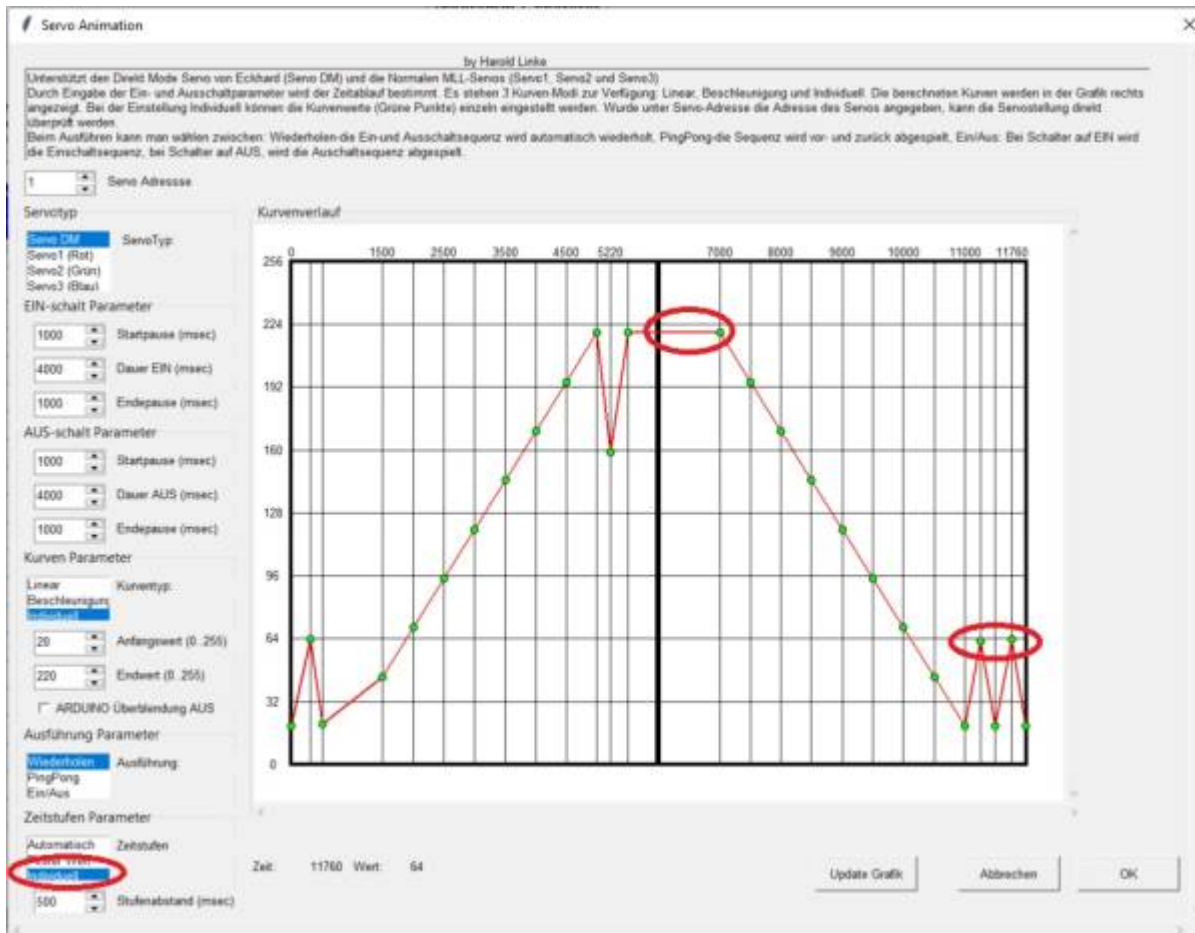 Servo Animation
by Harold Linke
Unterstützt den Direkt Mode Servo von Eckhard (Servo DM) und die Normalen MLL-Servos (Servo1, Servo2 und Servo3)
Durch Eingabe der Ein- und Ausschaltparameter wird der Zeitablauf bestimmt. Es stehen 3 Kurven-Modi zur Verfügung: Linear, Beschleunigung und Individuell. Die berechneten Kurven werden in der Grafik rechts
angezeigt. Bei der Einstellung Individuell können die Kurvenwerte (Grüne Punkte) einzeln eingestellt werden. Wurde unter Servo-Adresse die Adresse des Servos angegeben, kann die Servostellung direkt
überprüft werden.
Beim Ausführen kann man wählen zwischen: Wiederholen-die Ein-und Ausschaltsequenz wird automatisch wiederholt, PingPong-die Sequenz wird vor- und zurück abgespielt, Ein/Aus: Bei Schalter auf EIN wird
die Einschaltsequenz, bei Schalter auf AUS, wird die Auschaltsequenz abgespielt.
1 Servo Adressse
Servotyp
Servo DM ServoTyp:
Servo1 (Rot)
Servo2 (Grün)
Servo3 (Blau)
EIN-schalt Parameter
1000 Startpause (msec)
4000 Dauer EIN (msec)
1000 Endepause (msec)
AUS-schalt Parameter
1000 Startpause (msec)
4000 Dauer AUS (msec)
1000 Endepause (msec)
Kurven Parameter
Linear Kurventyp:
Beschleunigung
Individuell
20 Anfangswert (0..255)
220 Endwert (0..255)
ARDUINO Überblendung AUS
Ausführung Parameter
Wiederholen Ausführung:
PingPong
Ein/Aus
Zeitstufen Parameter
Automatisch Zeitstufen
Individuell
500 Stufenabstand (msec)
Kurvenverlauf
0 1500 2500 3500 4500 5220 7000 8000 9000 10000 11000 11760
256
224
192
160
128
96
64
32
0
Zeit: 11760 Wert: 64
Update Grafik Abbrechen OK